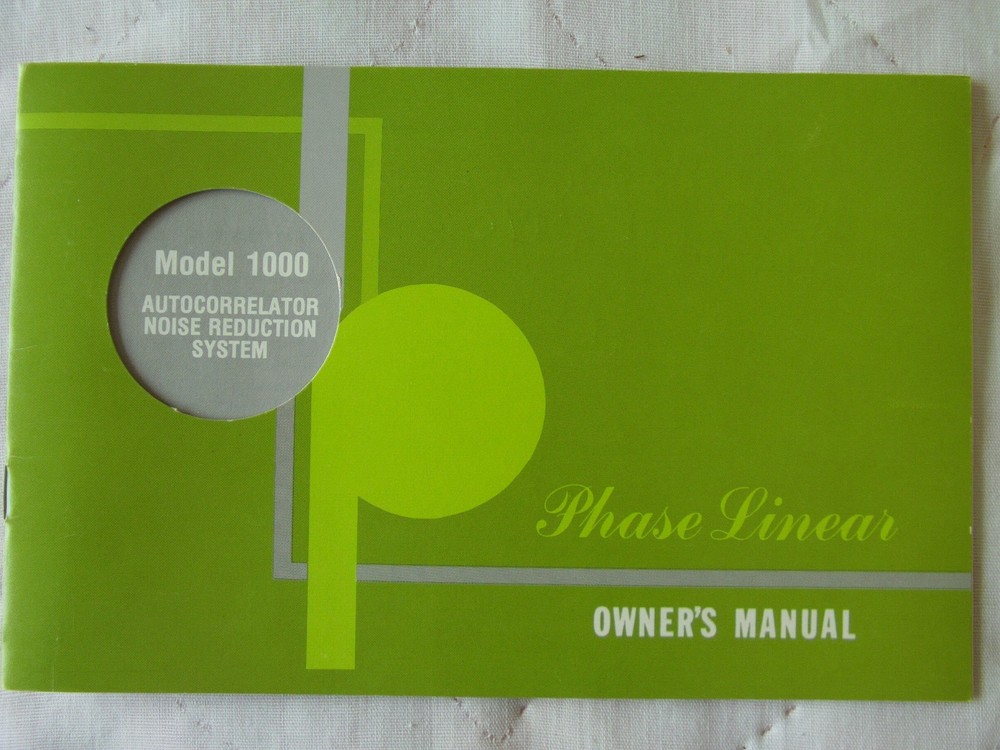 Model 1000
AUTOCORRELATOR
NOISE REDUCTION
SYSTEM
Phase Linear
OWNER'S MANUAL